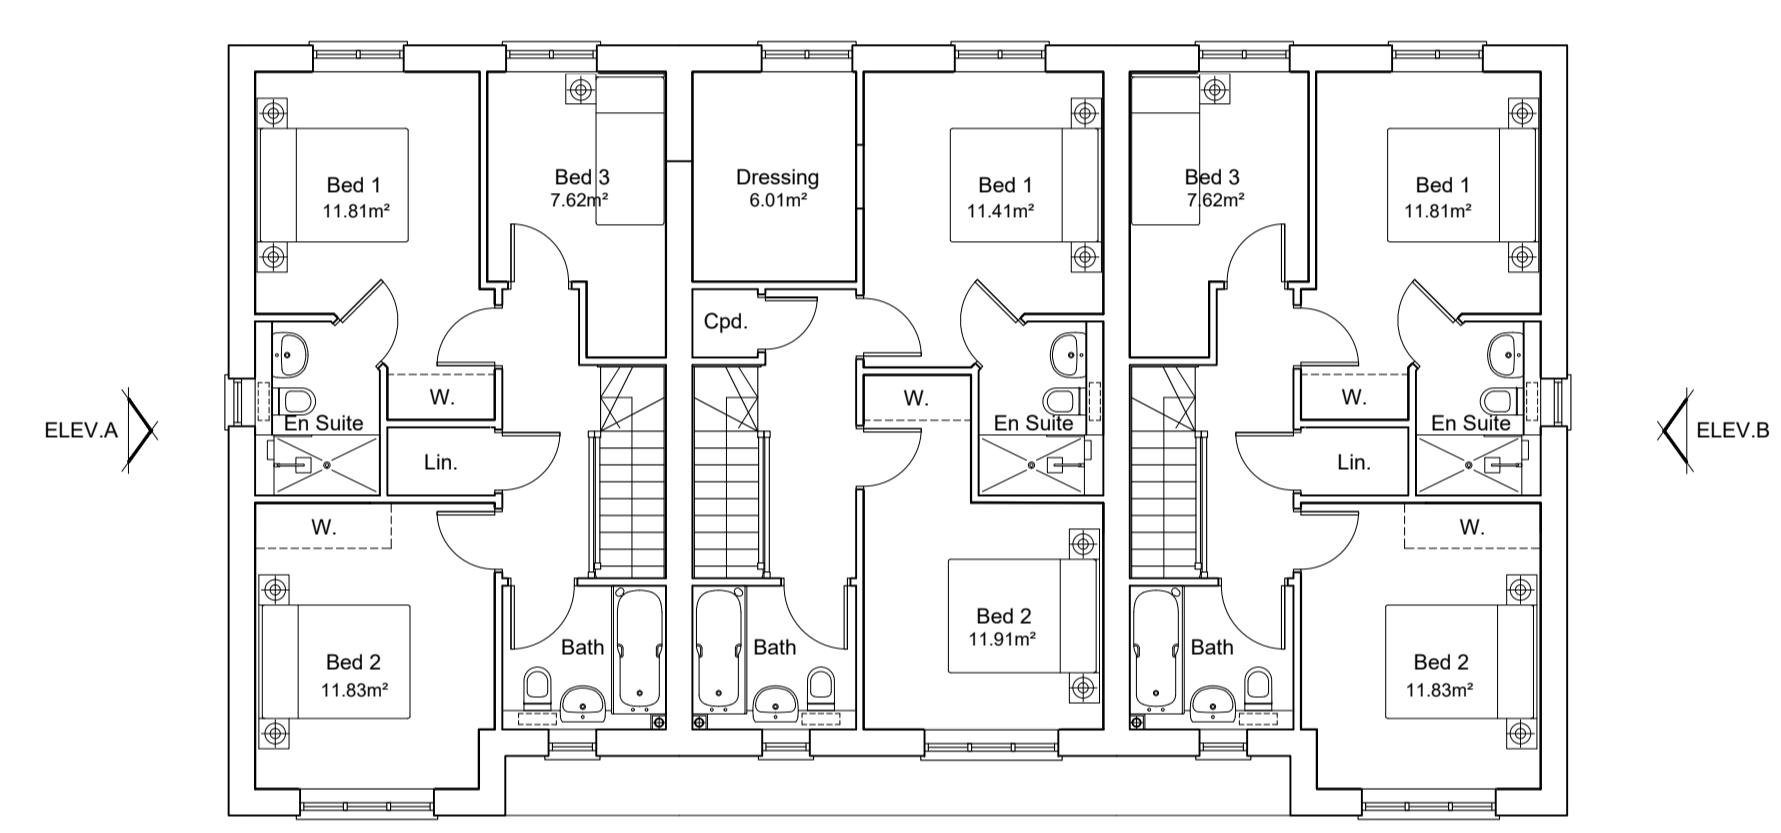 Bed 1
11.81m²
Bed 3
7.62m²
Dressing
6.01m²
Bed 1
11.41m²
Bed 3
7.62m²
Bed 1
11.81m²
Cpd.
W.
W.
W.
En Suite
En Suite
En Suite
ELEV.A
ELEV.B
Lin.
Lin.
W.
W.
Bed 2
11.91m²
Bath
Bath
Bath
Bed 2
11.83m²
Bed 2
11.83m²